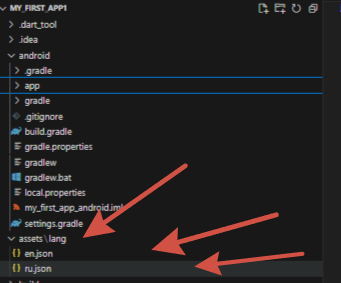 MY_FIRST_APP1
.dart_tool
.idea
android
.gradle
app
gradle
.gitignore
build.gradle
gradle.properties
gradlew
gradlew.bat
local.properties
my_first_app_android.iml
settings.gradle
assets\lang
en.json
ru.json